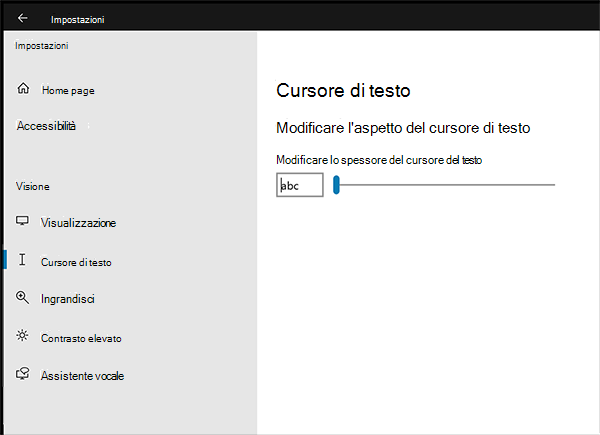 Impostazioni
Impostazioni
Home page
Accessibilità
Visione
Visualizzazione
Cursore di testo
Ingrandisci
Contrasto elevato
Assistente vocale
Cursore di testo
Modificare l'aspetto del cursore di testo
Modificare lo spessore del cursore del testo
abc